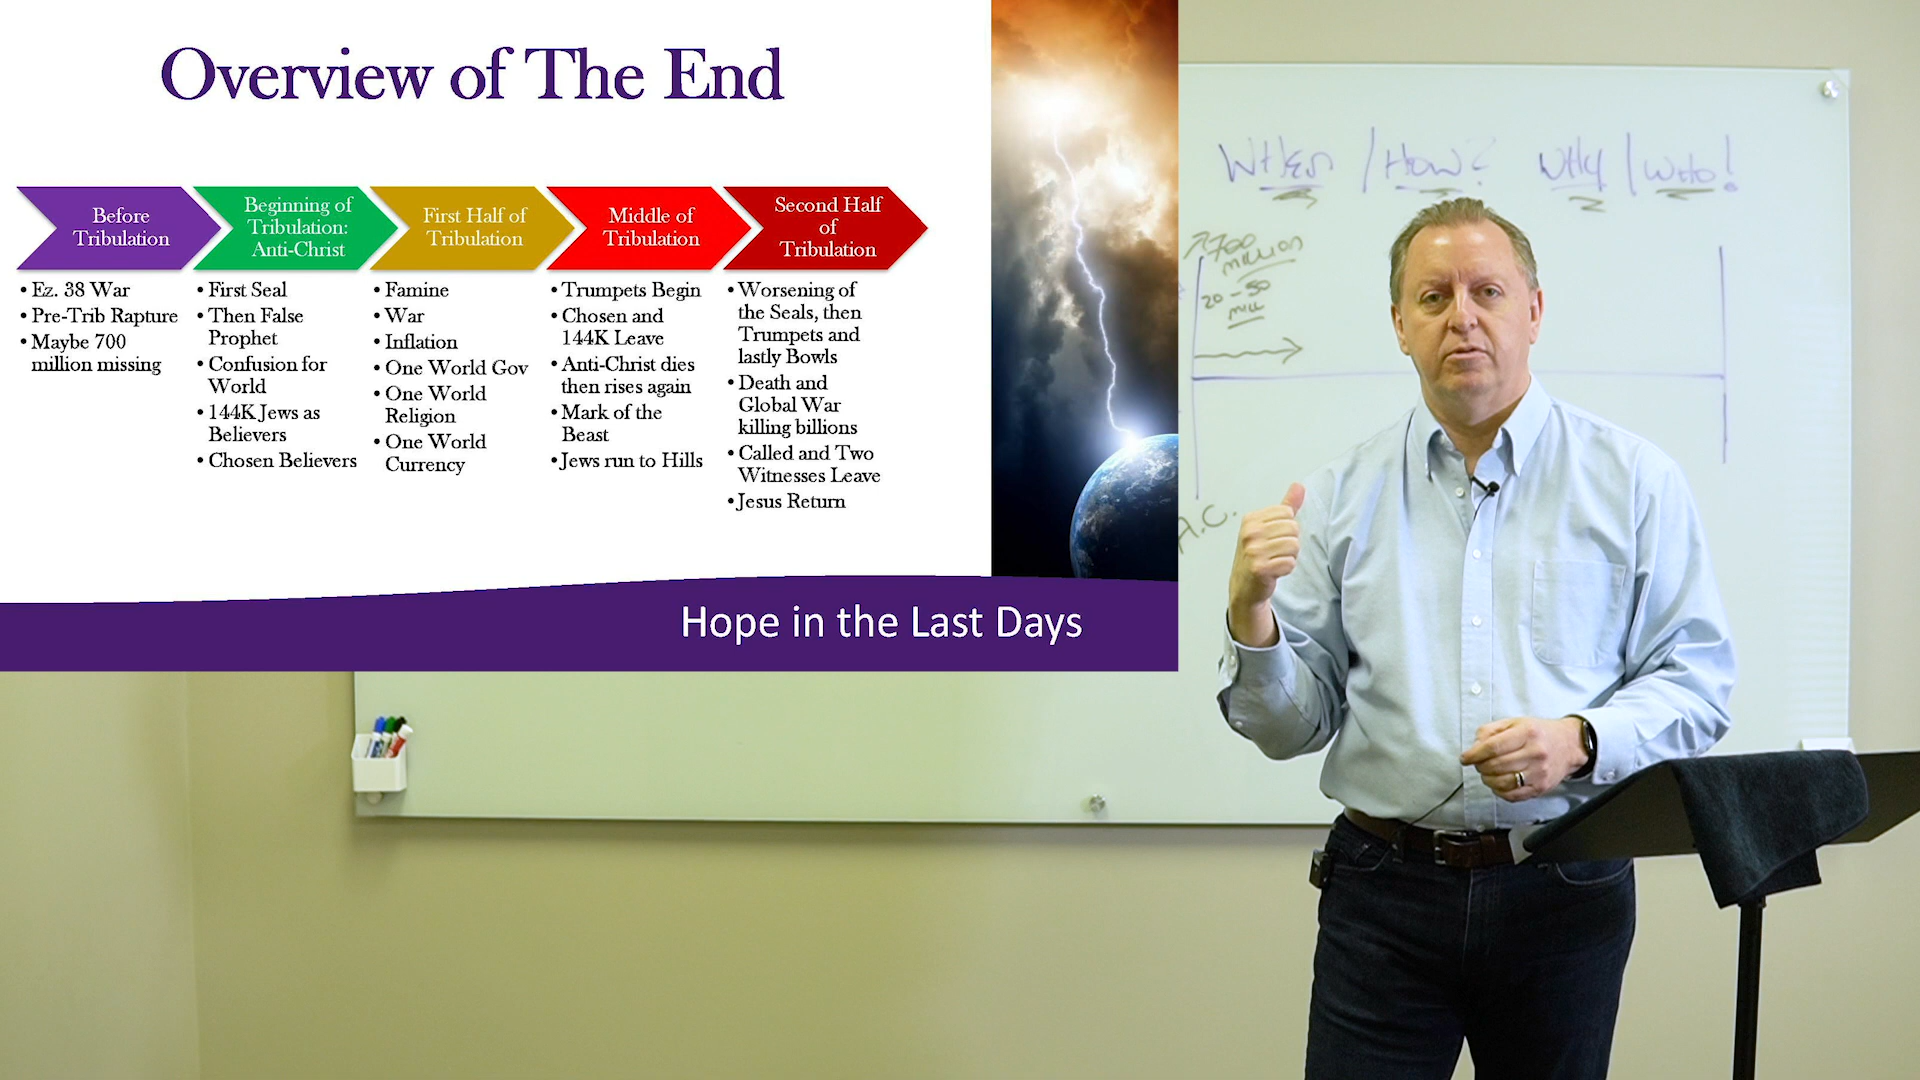 Overview of The End
Before
Tribulation
• Ez. 38 War
• Pre-Trib Rapture
• Maybe 700
million missing
Beginning of
Tribulation:
Anti-Christ
• First Seal
• Then False
Prophet
• Confusion for
World
• 144K Jews as
Believers
• Chosen Believers
First Half of
Tribulation
• Famine
• War
• Inflation
• One World Gov
• One World
Religion
• One World
Currency
Middle of
Tribulation
• Trumpets Begin
• Chosen and
144K Leave
• Anti-Christ dies
then rises again
• Mark of the
Beast
• Jews run to Hills
Second Half
of
Tribulation
• Worsening of
the Seals, then
Trumpets and
lastly Bowls
• Death and
Global War
killing billions
• Called and Two
Witnesses Leave
• Jesus Return
Hope in the Last Days
WHEN / HOW? WHY / WHO!
700
MILLION
20-50
MILL
A.C.